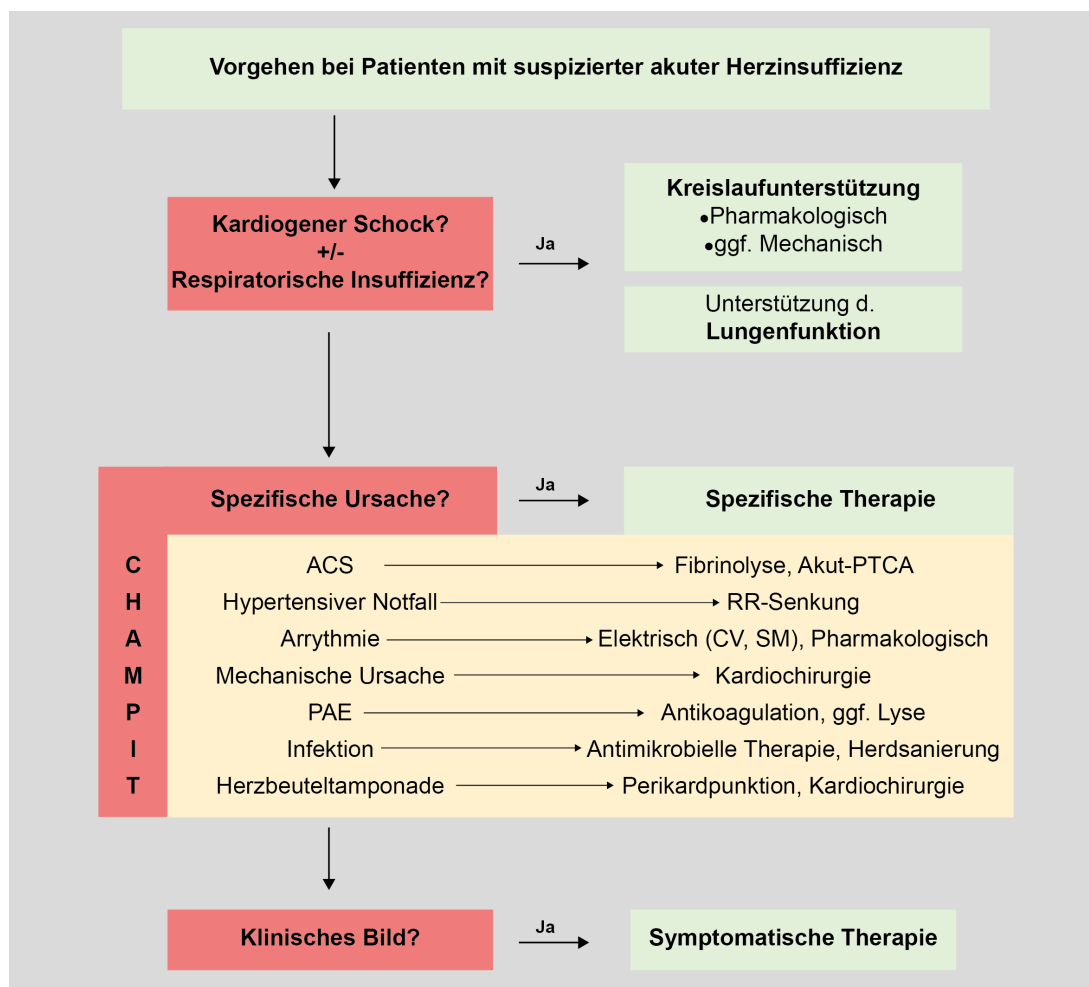 Vorgehen bei Patienten mit suspizierter akuter Herzinsuffizienz
Kardiogener Schock?
+/-
Respiratorische Insuffizienz?
Ja
Kreislaufunterstützung
●Pharmakologisch
●ggf. Mechanisch
Unterstützung d.
Lungenfunktion
Spezifische Ursache?
Ja
Spezifische Therapie
C ACS Fibrinolyse, Akut-PTCA
H Hypertensiver Notfall RR-Senkung
A Arrythmie Elektrisch (CV, SM), Pharmakologisch
M Mechanische Ursache Kardiochirurgie
P PAE Antikoagulation, ggf. Lyse
I Infektion Antimikrobielle Therapie, Herdsanierung
T Herzbeuteltamponade Perikardpunktion, Kardiochirurgie
Klinisches Bild?
Ja
Symptomatische Therapie